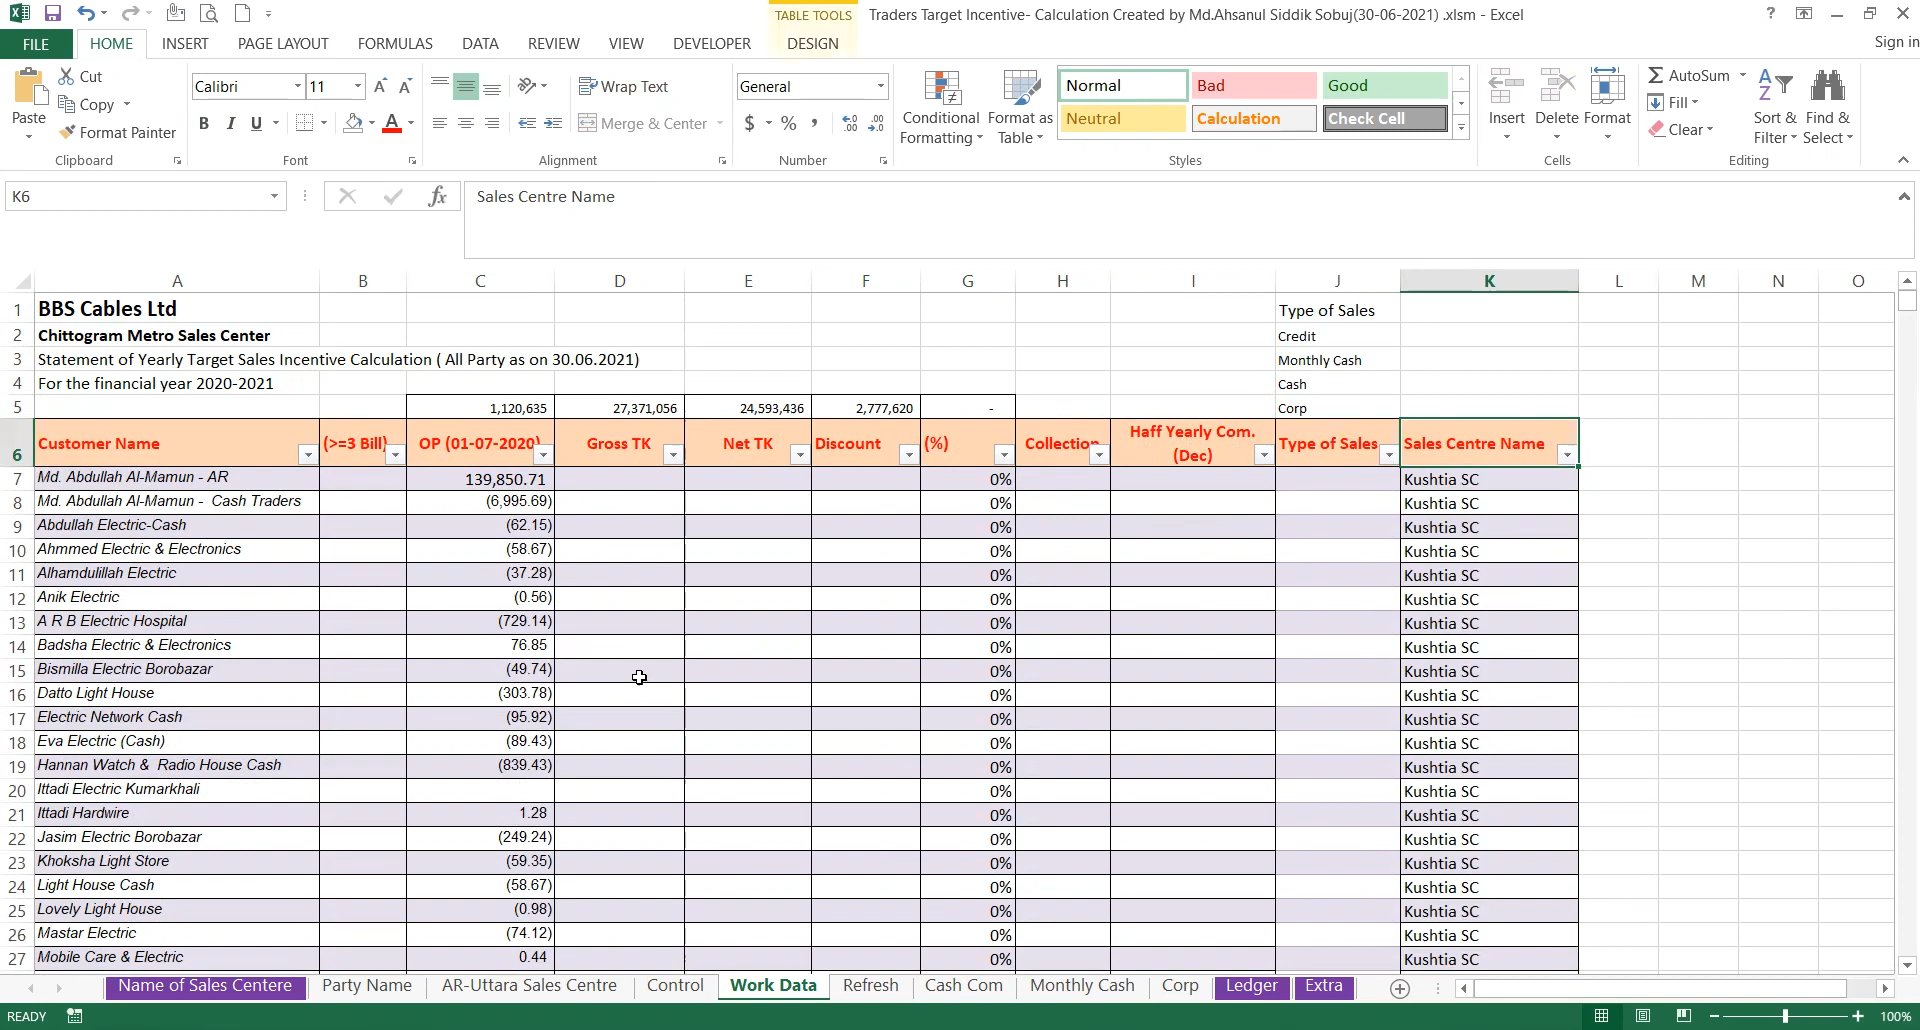 TABLE TOOLS
Traders Target Incentive- Calculation Created by Md.Ahsanul Siddik Sobuj(30-06-2021) .xlsm - Excel
?
FILE HOME INSERT PAGE LAYOUT FORMULAS DATA REVIEW VIEW DEVELOPER DESIGN Sign in
Paste
Cut
Copy
Format Painter
Clipboard
Calibri 11
B I U
Font
Wrap Text
Merge & Center
Alignment
General
$ % ,
Number
Conditional Formatting
Format as Table
Normal Bad Good
Neutral Calculation Check Cell
Styles
Insert Delete Format
Cells
AutoSum
Fill
Clear
Sort & Filter
Find & Select
Editing
K6 fx Sales Centre Name
A B C D E F G H I J K L M N O
1 BBS Cables Ltd Type of Sales
2 Chittogram Metro Sales Center Credit
3 Statement of Yearly Target Sales Incentive Calculation ( All Party as on 30.06.2021) Monthly Cash
4 For the financial year 2020-2021 Cash
5 1,120,635 27,371,056 24,593,436 2,777,620 - Corp
6 Customer Name (>=3 Bill) OP (01-07-2020) Gross TK Net TK Discount (%) Collection Haff Yearly Com. (Dec) Type of Sales Sales Centre Name
7 Md. Abdullah Al-Mamun - AR 139,850.71 0% Kushtia SC
8 Md. Abdullah Al-Mamun - Cash Traders (6,995.69) 0% Kushtia SC
9 Abdullah Electric-Cash (62.15) 0% Kushtia SC
10 Ahmmed Electric & Electronics (58.67) 0% Kushtia SC
11 Alhamdulillah Electric (37.28) 0% Kushtia SC
12 Anik Electric (0.56) 0% Kushtia SC
13 A R B Electric Hospital (729.14) 0% Kushtia SC
14 Badsha Electric & Electronics 76.85 0% Kushtia SC
15 Bismilla Electric Borobazar (49.74) 0% Kushtia SC
16 Datto Light House (303.78) 0% Kushtia SC
17 Electric Network Cash (95.92) 0% Kushtia SC
18 Eva Electric (Cash) (89.43) 0% Kushtia SC
19 Hannan Watch & Radio House Cash (839.43) 0% Kushtia SC
20 Ittadi Electric Kumarkhali 0% Kushtia SC
21 Ittadi Hardwire 1.28 0% Kushtia SC
22 Jasim Electric Borobazar (249.24) 0% Kushtia SC
23 Khoksha Light Store (59.35) 0% Kushtia SC
24 Light House Cash (58.67) 0% Kushtia SC
25 Lovely Light House (0.98) 0% Kushtia SC
26 Mastar Electric (74.12) 0% Kushtia SC
27 Mobile Care & Electric 0.44 0% Kushtia SC
Name of Sales Centere Party Name AR-Uttara Sales Centre Control Work Data Refresh Cash Com Monthly Cash Corp Ledger Extra
READY 100%